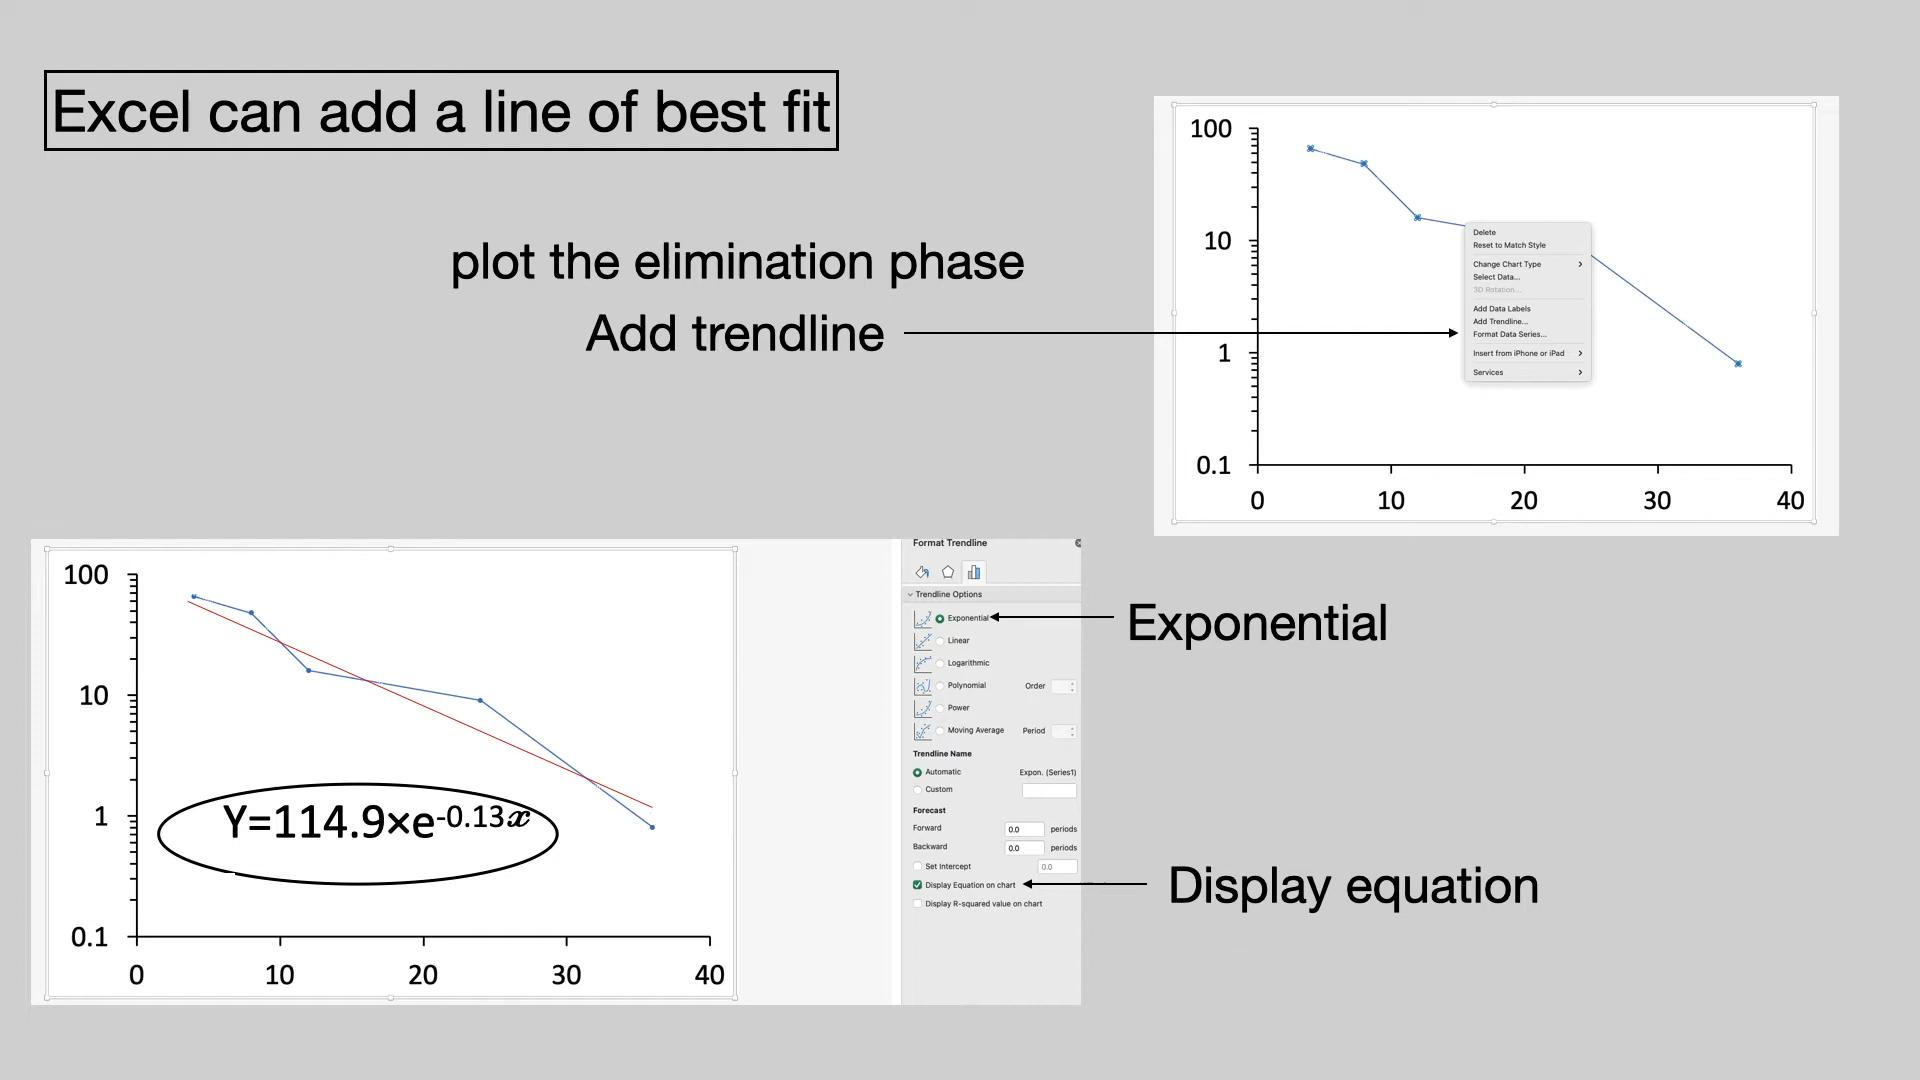 Excel can add a line of best fit
plot the elimination phase
Add trendline
100
10
1
0.1
0
10
20
30
40
Delete
Reset to Match Style
Change Chart Type
Select Data...
3D Rotation...
Add Data Labels
Add Trendline...
Format Data Series...
Insert from iPhone or iPad
Services
100
10
1
0.1
0
10
20
30
40
Y=114.9×e-0.13x
Format Trendline
Trendline Options
Exponential
Linear
Logarithmic
Polynomial Order
Power
Moving Average Period
Trendline Name
Automatic Expon. (Series1)
Custom
Forecast
Forward 0.0 periods
Backward 0.0 periods
Set Intercept 0.0
Display Equation on chart
Display R-squared value on chart
Exponential
Display equation